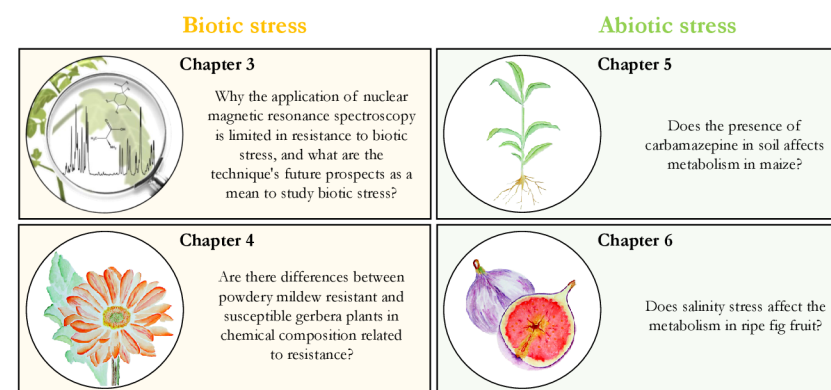 Biotic stress
Abiotic stress
Chapter 3
Why the application of nuclear
magnetic resonance spectroscopy
is limited in resistance to biotic
stress, and what are the
technique's future prospects as a
mean to study biotic stress?
Chapter 5
Does the presence of
carbamazepine in soil affects
metabolism in maize?
Chapter 4
Are there differences between
powdery mildew resistant and
susceptible gerbera plants in
chemical composition related
to resistance?
Chapter 6
Does salinity stress affect the
metabolism in ripe fig fruit?